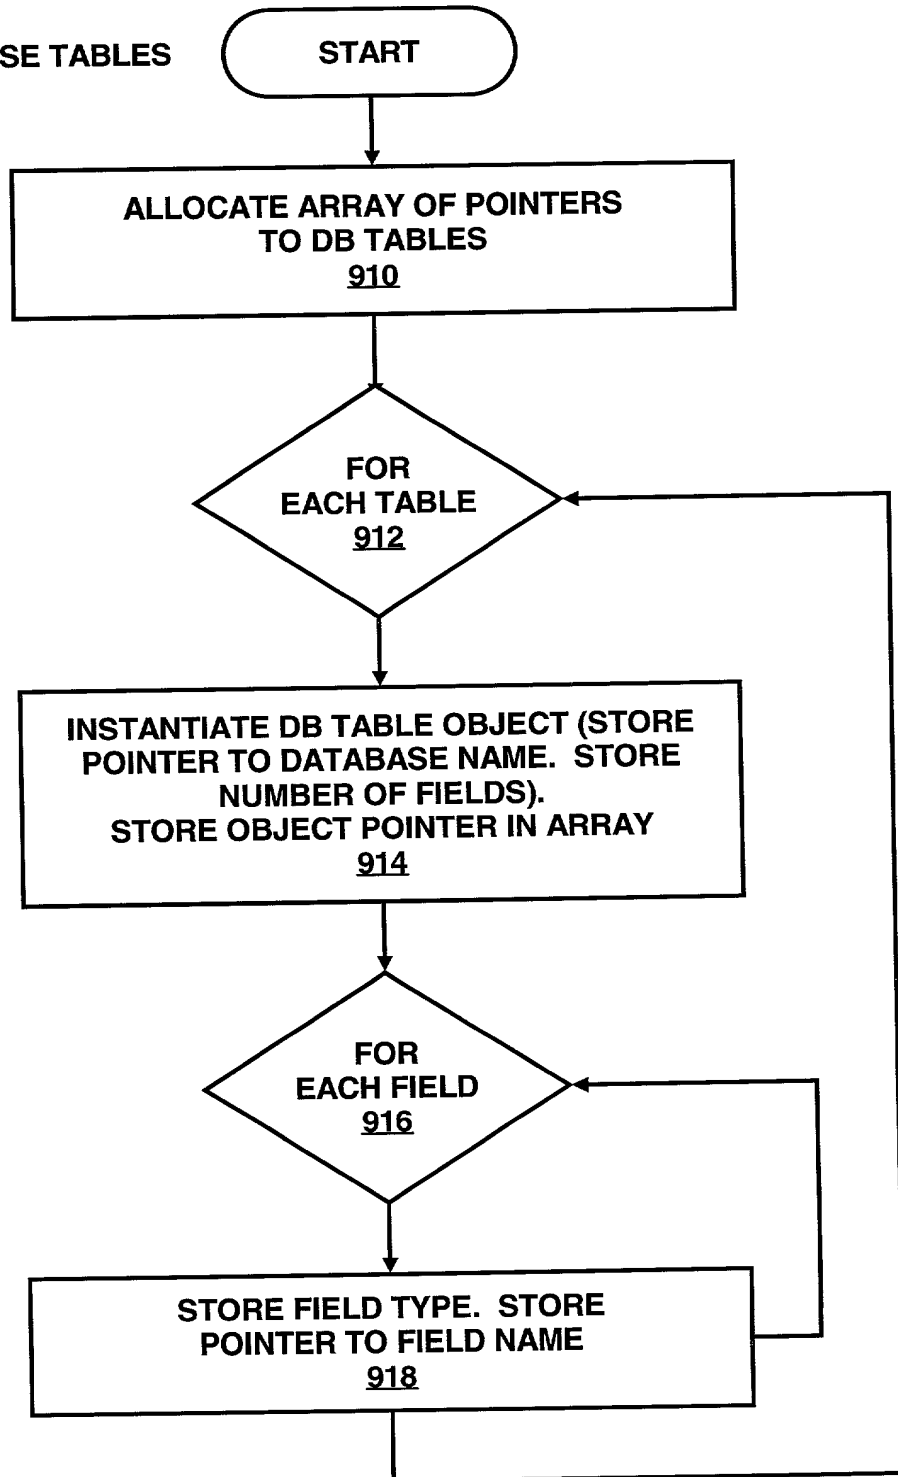 SE TABLES
START
ALLOCATE ARRAY OF POINTERS
TO DB TABLES
910
FOR
EACH TABLE
912
INSTANTIATE DB TABLE OBJECT (STORE
POINTER TO DATABASE NAME. STORE
NUMBER OF FIELDS).
STORE OBJECT POINTER IN ARRAY
914
FOR
EACH FIELD
916
STORE FIELD TYPE. STORE
POINTER TO FIELD NAME
918